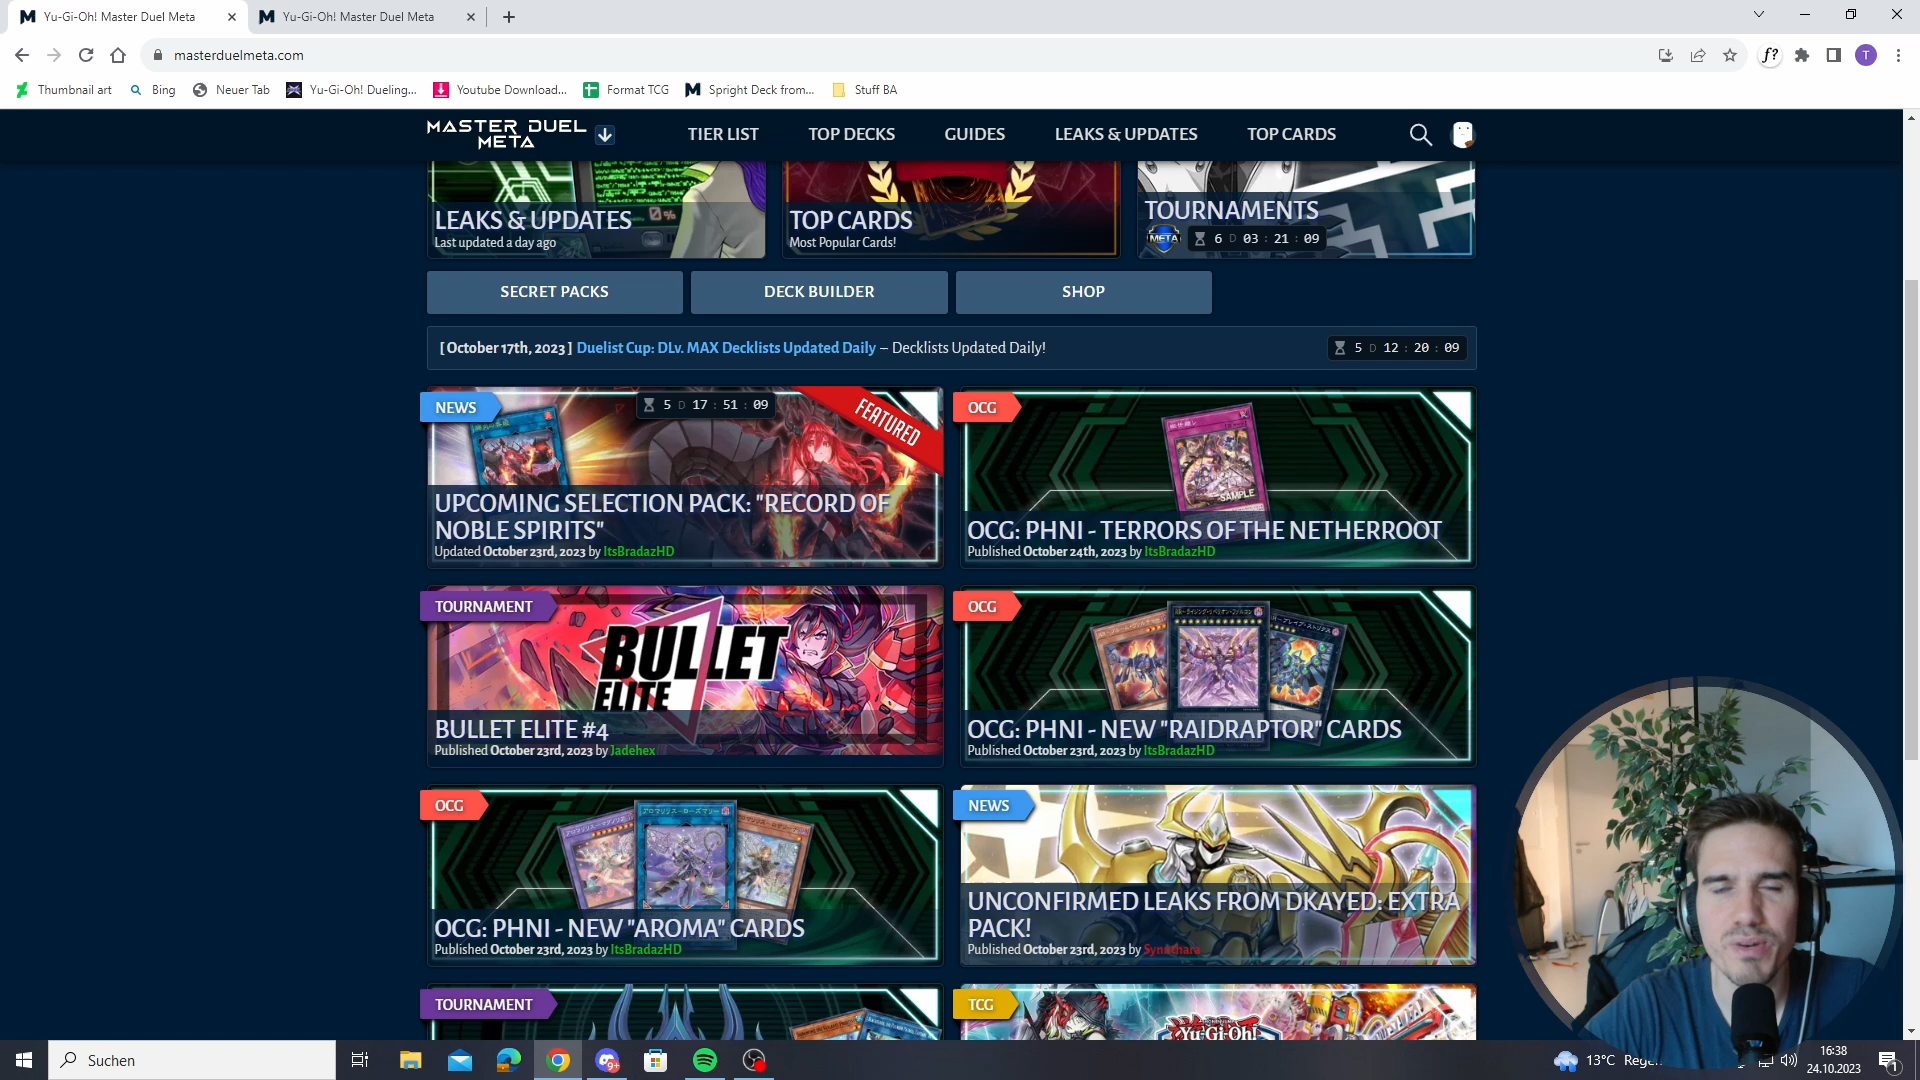 Yu-Gi-Oh! Master Duel Meta
Yu-Gi-Oh! Master Duel Meta
masterduelmeta.com
f?
T
Thumbnail art
Bing
Neuer Tab
Yu-Gi-Oh! Dueling...
Youtube Download...
Format TCG
Spright Deck from...
Stuff BA
MASTER DUEL
META
TIER LIST
TOP DECKS
GUIDES
LEAKS & UPDATES
TOP CARDS
LEAKS & UPDATES
Last updated a day ago
TOP CARDS
Most Popular Cards!
TOURNAMENTS
META
6 D 03 : 21 : 09
SECRET PACKS
DECK BUILDER
SHOP
[ October 17th, 2023 ] Duelist Cup: DLv. MAX Decklists Updated Daily – Decklists Updated Daily!
5 D 12 : 20 : 09
NEWS
5 D 17 : 51 : 09
FEATURED
UPCOMING SELECTION PACK: "RECORD OF
NOBLE SPIRITS"
Updated October 23rd, 2023 by ItsBradazHD
OCG
SAMPLE
OCG: PHNI - TERRORS OF THE NETHERROOT
Published October 24th, 2023 by ItsBradazHD
TOURNAMENT
BULLET
ELITE
BULLET ELITE #4
Published October 23rd, 2023 by Jadehex
OCG
OCG: PHNI - NEW "RAIDRAPTOR" CARDS
Published October 23rd, 2023 by ItsBradazHD
OCG
OCG: PHNI - NEW "AROMA" CARDS
Published October 23rd, 2023 by ItsBradazHD
NEWS
UNCONFIRMED LEAKS FROM DKAYED: EXTRA
PACK!
Published October 23rd, 2023 by
TOURNAMENT
TCG
Yu-Gi-Oh!
Suchen
9+
13°C
16:38
24.10.2023
1